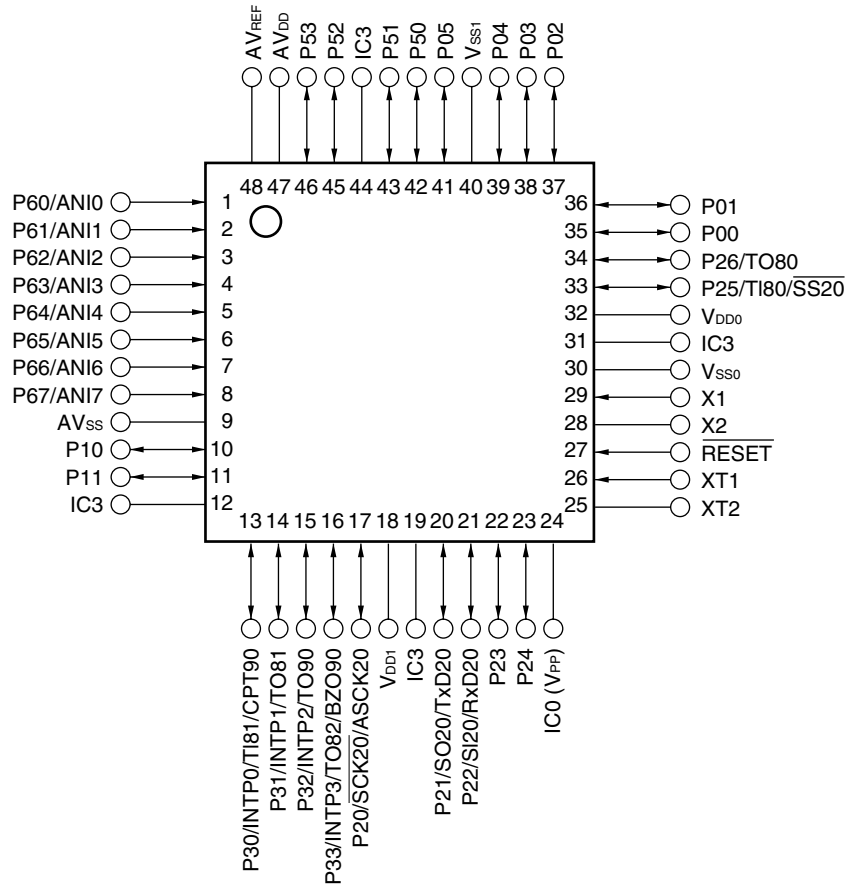 AVREF
AVDD
P53
P52
IC3
P51
P50
P05
VSS1
P04
P03
P02
48 47 46 45 44 43 42 41 40 39 38 37
P60/ANI0 1
P61/ANI1 2
P62/ANI2 3
P63/ANI3 4
P64/ANI4 5
P65/ANI5 6
P66/ANI6 7
P67/ANI7 8
AVSS 9
P10 10
P11 11
IC3 12
36 P01
35 P00
34 P26/TO80
33 P25/TI80/SS20
32 VDD0
31 IC3
30 VSS0
29 X1
28 X2
27 RESET
26 XT1
25 XT2
13 14 15 16 17 18 19 20 21 22 23 24
P30/INTP0/TI81/CPT90
P31/INTP1/TO81
P32/INTP2/TO90
P33/INTP3/TO82/BZO90
P20/SCK20/ASCK20
VDD1
IC3
P21/SO20/TxD20
P22/SI20/RxD20
P23
P24
IC0 (VPP)